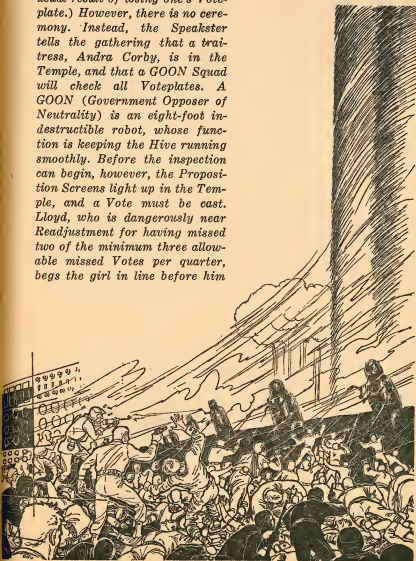 plate.) However, there is no cere-
mony. Instead, the Speakster
tells the gathering that a trai-
tress, Andra Corby, is in the
Temple, and that a GOON Squad
will check all Voteplates. A
GOON (Government Opposer of
Neutrality) is an eight-foot in-
destructible robot, whose func-
tion is keeping the Hive running
smoothly. Before the inspection
can begin, however, the Proposi-
tion Screens light up in the Tem-
ple, and a Vote must be cast.
Lloyd, who is dangerously near
Readjustment for having missed
two of the minimum three allow-
able missed Votes per quarter,
begs the girl in line before him